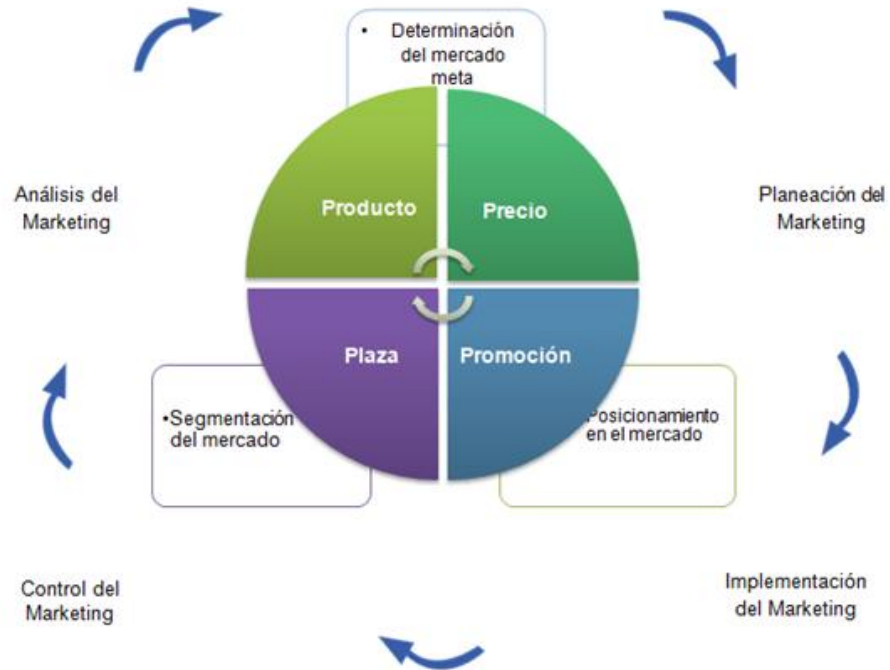 • Determinación
del mercado
meta
Análisis del
Marketing
Planeación del
Marketing
Producto
Precio
Plaza
Promoción
•Segmentación
del mercado
Posicionamiento
en el mercado
Control del
Marketing
Implementación
del Marketing